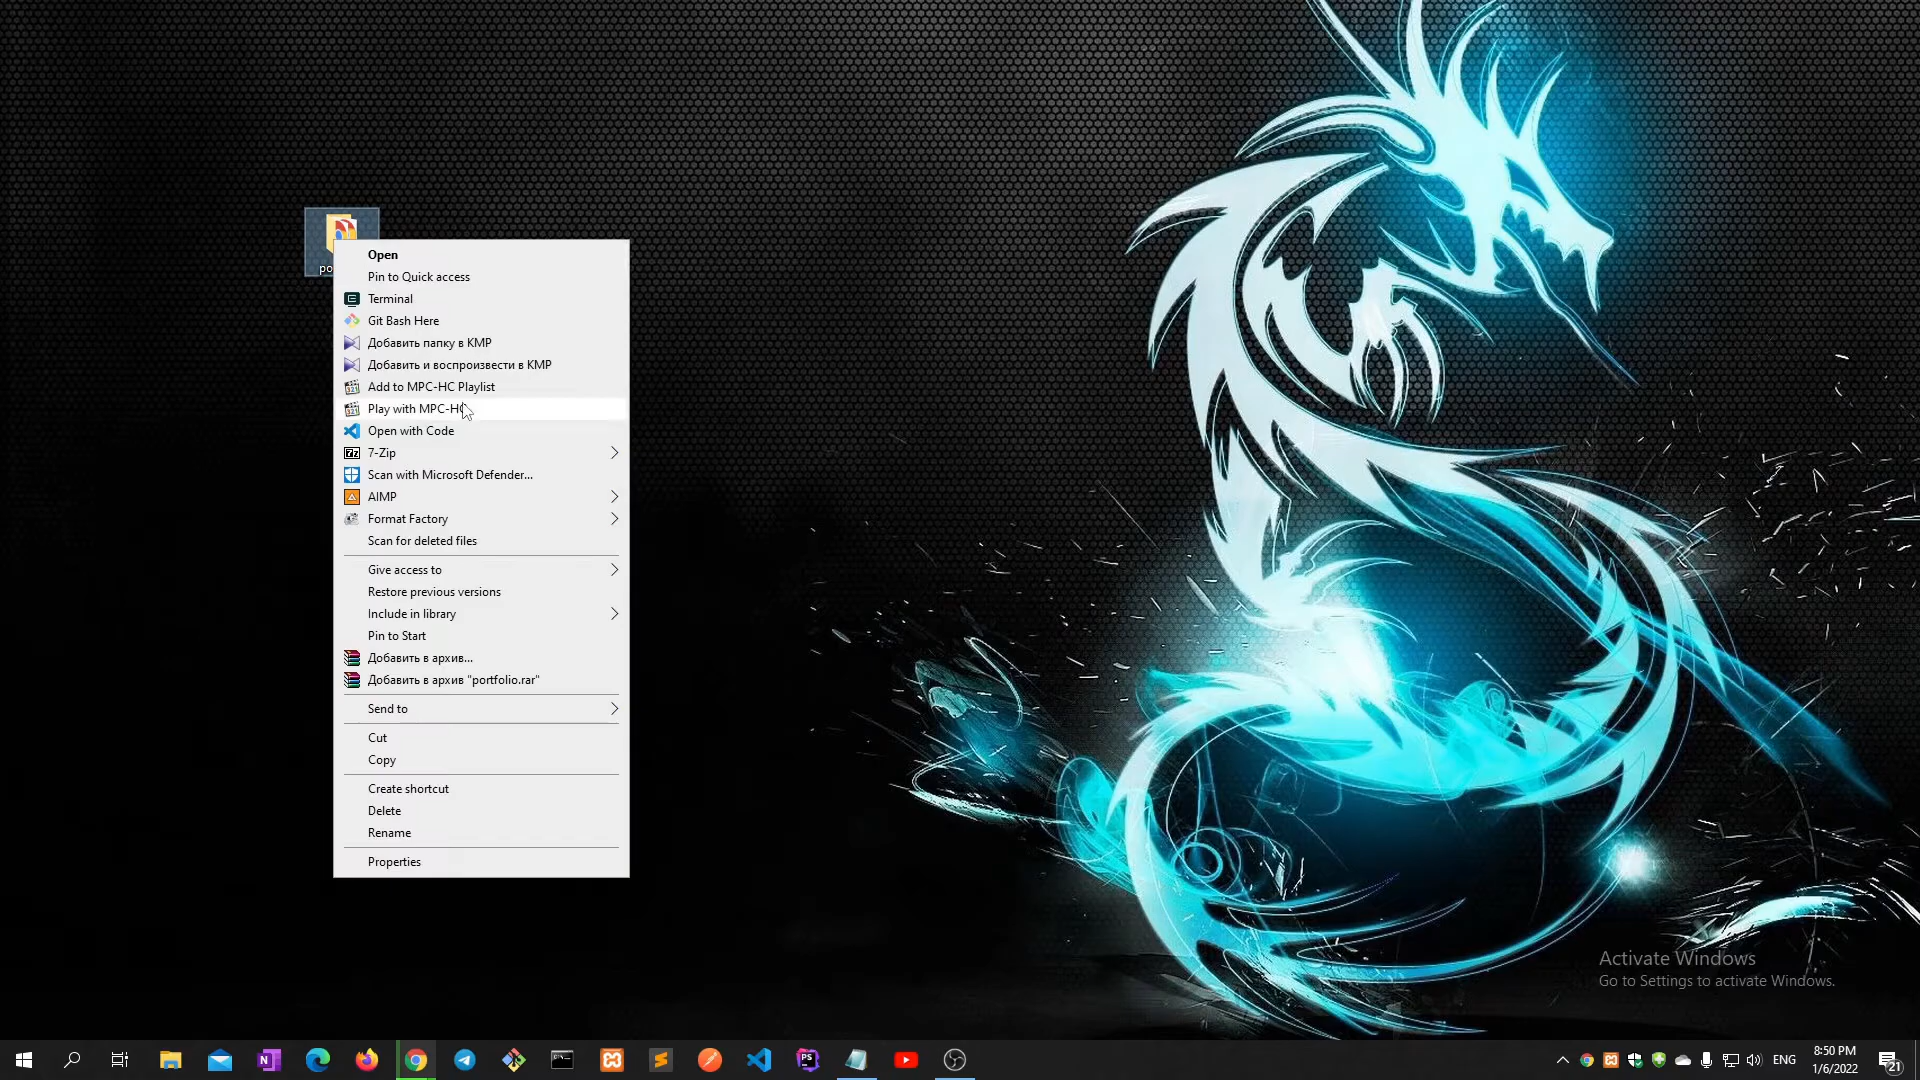 po
Open
Pin to Quick access
Terminal
Git Bash Here
Добавить папку в KMP
Добавить и воспроизвести в KMP
Add to MPC-HC Playlist
Play with MPC-HC
Open with Code
7z 7-Zip
Scan with Microsoft Defender...
AIMP
Format Factory
Scan for deleted files
Give access to
Restore previous versions
Include in library
Pin to Start
Добавить в архив...
Добавить в архив "portfolio.rar"
Send to
Cut
Copy
Create shortcut
Delete
Rename
Properties
Activate Windows
Go to Settings to activate Windows.
ENG
8:50 PM
1/6/2022
21